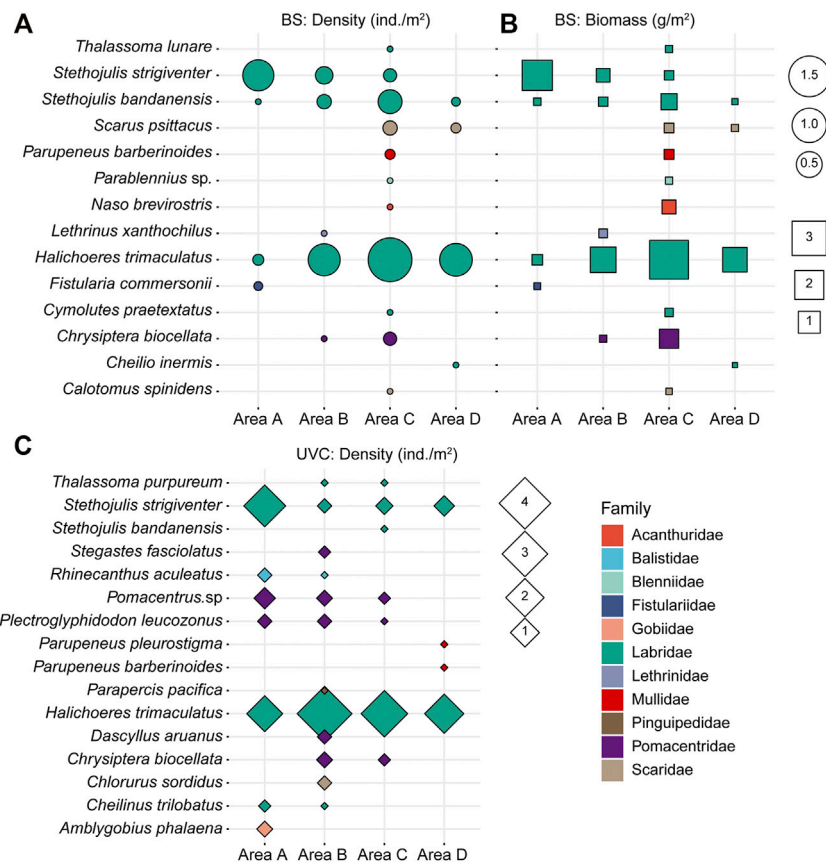 A
BS: Density (ind./m²)
Thalassoma lunare
Stethojulis strigiventer
Stethojulis bandanensis
Scarus psittacus
Parupeneus barberinoides
Parablennius sp.
Naso brevirostris
Lethrinus xanthochilus
Halichoeres trimaculatus
Fistularia commersonii
Cymolutes praetextatus
Chrysiptera biocellata
Cheilio inermis
Calotomus spinidens
Area A Area B Area C Area D
B
BS: Biomass (g/m²)
Area A Area B Area C Area D
1.5
1.0
0.5
3
2
1
C
UVC: Density (ind./m²)
Thalassoma purpureum
Stethojulis strigiventer
Stethojulis bandanensis
Stegastes fasciolatus
Rhinecanthus aculeatus
Pomacentrus.sp
Plectroglyphidodon leucozonus
Parupeneus pleurostigma
Parupeneus barberinoides
Parapercis pacifica
Halichoeres trimaculatus
Dascyllus aruanus
Chrysiptera biocellata
Chlorurus sordidus
Cheilinus trilobatus
Amblygobius phalaena
Area A Area B Area C Area D
4
3
2
1
Family
Acanthuridae
Balistidae
Blenniidae
Fistulariidae
Gobiidae
Labridae
Lethrinidae
Mullidae
Pinguipedidae
Pomacentridae
Scaridae